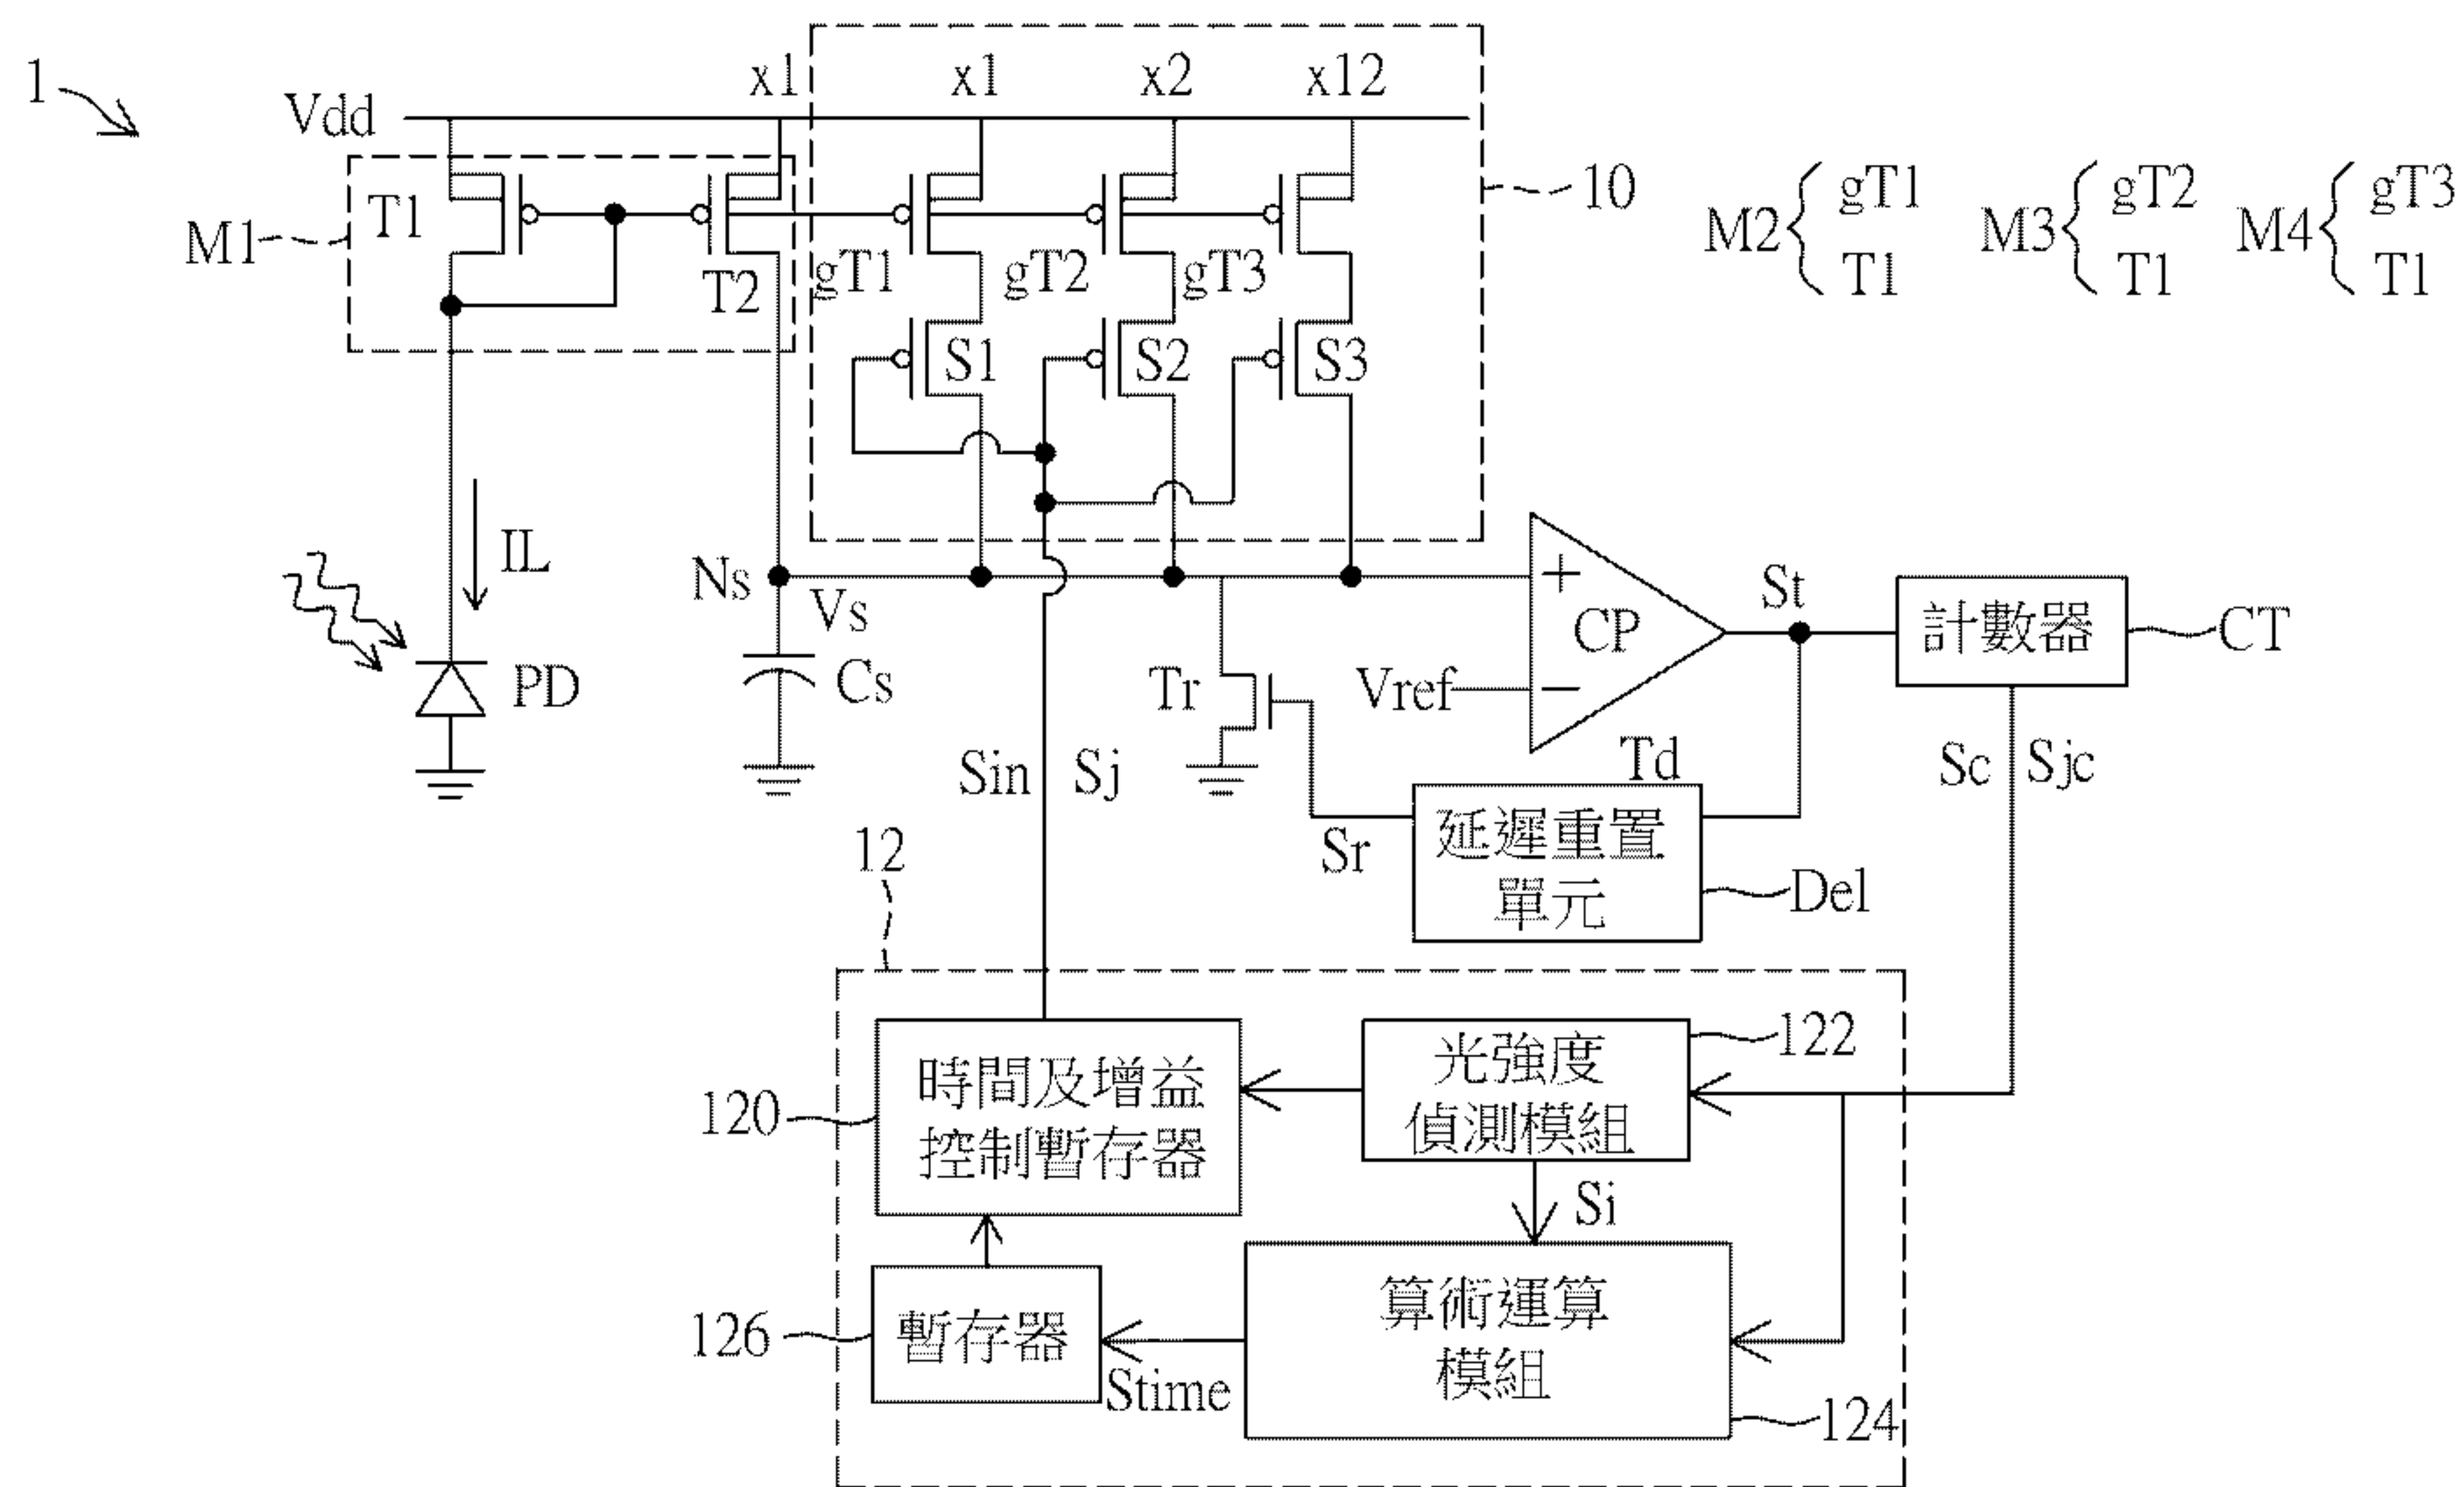 1
Vdd
x1
x1
x2
x12
10
M1
T1
T2
gT1
gT2
gT3
M2 { gT1 T1
M3 { gT2 T1
M4 { gT3 T1
S1
S2
S3
IL
PD
Ns
Vs
Cs
Tr
Vref
+
−
CP
St
計數器
CT
Sin
Sj
Sr
Td
延遲重置
單元
Del
Sc
Sjc
12
120
時間及增益
控制暫存器
光強度
偵測模組
122
Si
126
暫存器
Stime
算術運算
模組
124